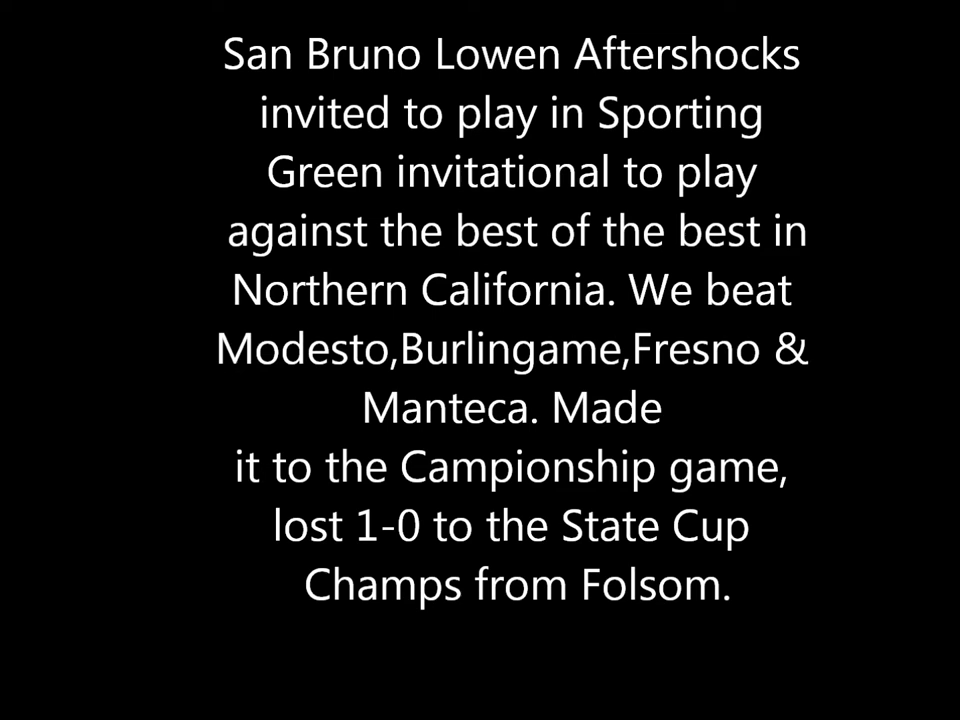 San Bruno Lowen Aftershocks
invited to play in Sporting
Green invitational to play
against the best of the best in
Northern California. We beat
Modesto,Burlingame,Fresno &
Manteca. Made
it to the Campionship game,
lost 1-0 to the State Cup
Champs from Folsom.